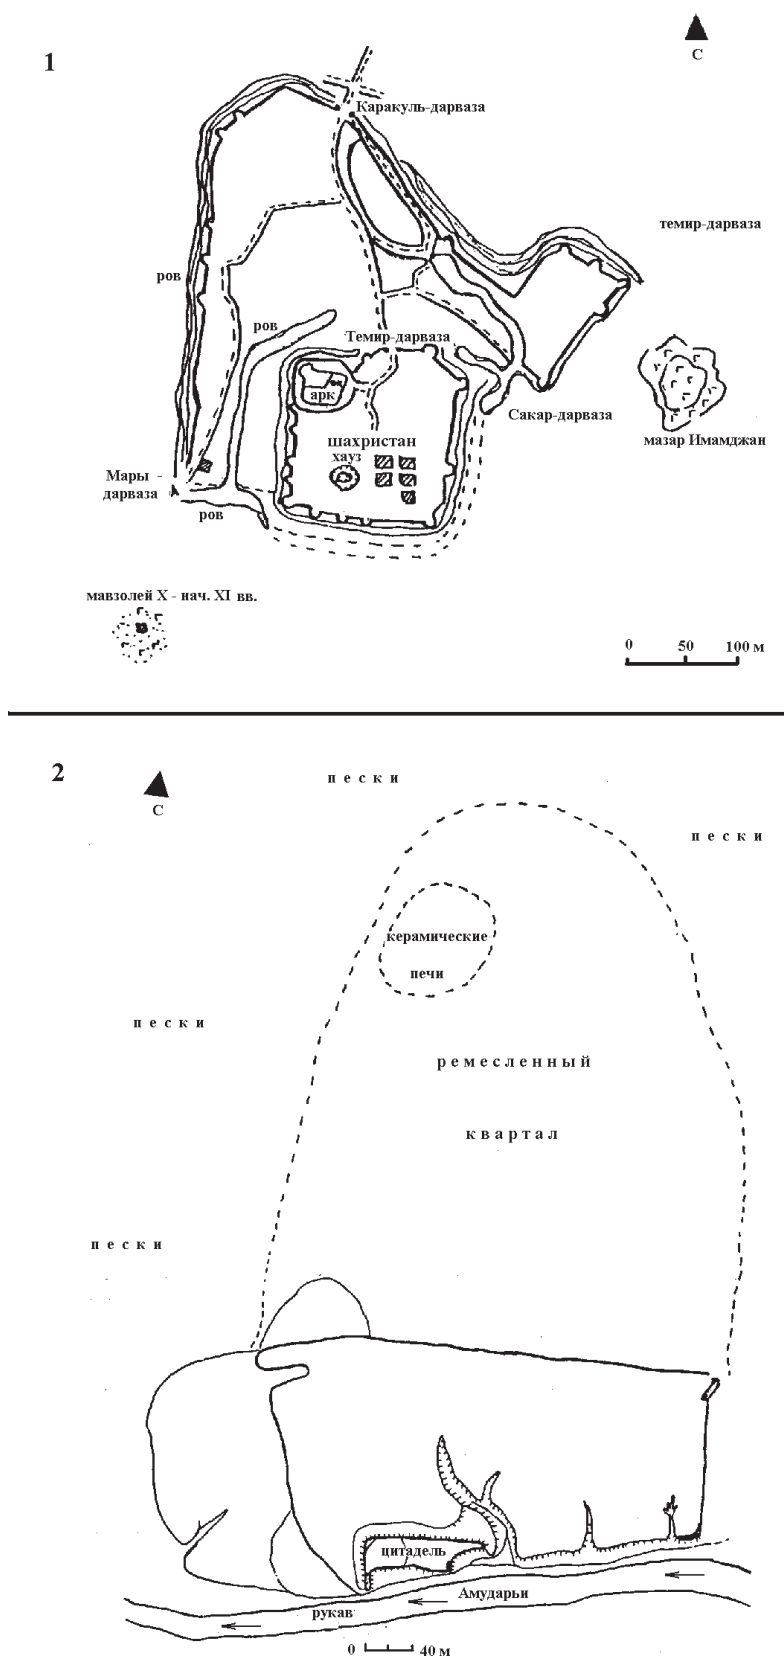 1
С
Каракуль-дарваза
темир-дарваза
ров
ров
Темир-дарваза
арк
Сакар-дарваза
шахристан
мазар Имамджан
хауз
Мары -
дарваза
ров
мавзолей X - нач. XI вв.
0 50 100 м
2
С
пески
пески
керамические
печи
пески
ремесленный
квартал
пески
цитадель
Амударьи
рукав
0 40 м